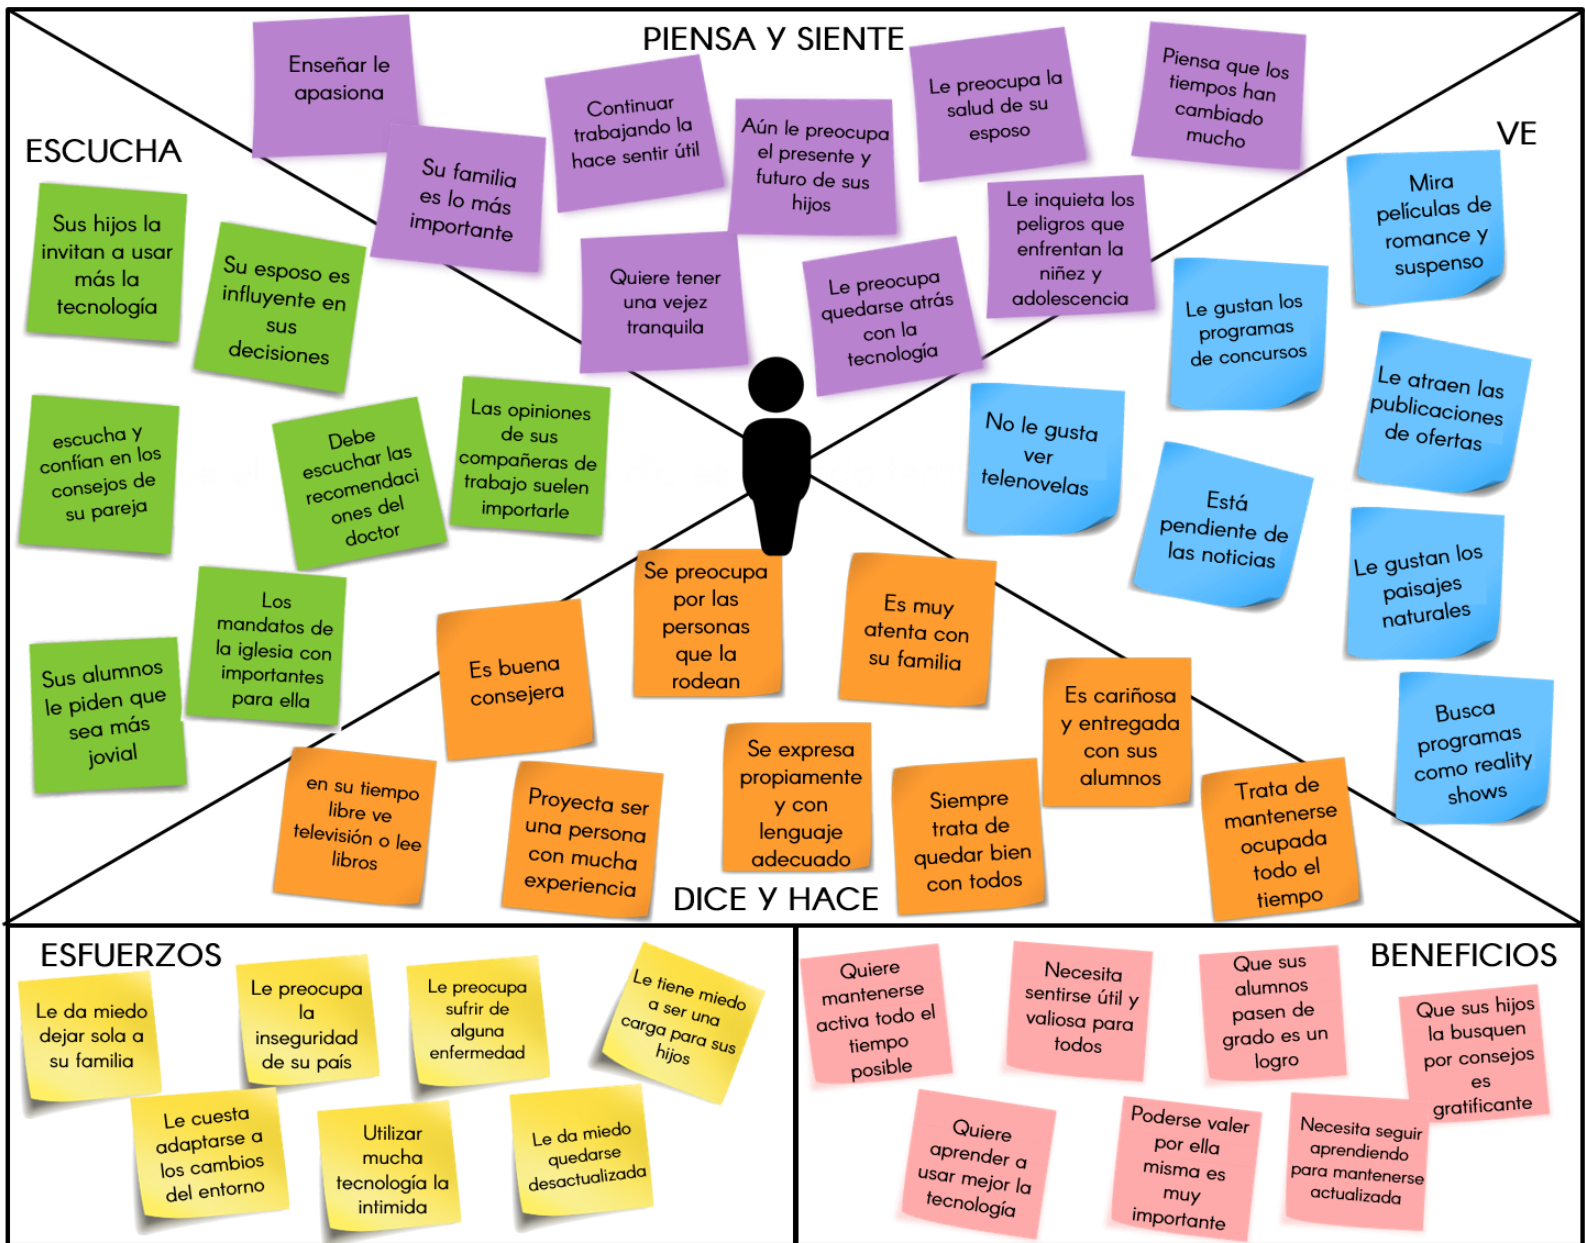 PIENSA Y SIENTE
Enseñar le
apasiona
Su familia
es lo más
importante
Continuar
trabajando la
hace sentir útil
Aún le preocupa
el presente y
futuro de sus
hijos
Le preocupa la
salud de su
esposo
Piensa que los
tiempos han
cambiado
mucho
Quiere tener
una vejez
tranquila
Le preocupa
quedarse atrás
con la
tecnología
Le inquieta los
peligros que
enfrentan la
niñez y
adolescencia
ESCUCHA
Sus hijos la
invitan a usar
más la
tecnología
Su esposo es
influyente en
sus
decisiones
escucha y
confían en los
consejos de
su pareja
Debe
escuchar las
recomendaci
ones del
doctor
Las opiniones
de sus
compañeras de
trabajo suelen
importarle
Los
mandatos de
la iglesia con
importantes
para ella
Sus alumnos
le piden que
sea más
jovial
VE
Mira
películas de
romance y
suspenso
Le gustan los
programas
de concursos
Le atraen las
publicaciones
de ofertas
No le gusta
ver
telenovelas
Está
pendiente de
las noticias
Le gustan los
paisajes
naturales
Busca
programas
como reality
shows
Se preocupa
por las
personas
que la
rodean
Es muy
atenta con
su familia
Es buena
consejera
Es cariñosa
y entregada
con sus
alumnos
en su tiempo
libre ve
televisión o lee
libros
Proyecta ser
una persona
con mucha
experiencia
Se expresa
propiamente
y con
lenguaje
adecuado
Siempre
trata de
quedar bien
con todos
Trata de
mantenerse
ocupada
todo el
tiempo
DICE Y HACE
ESFUERZOS
Le da miedo
dejar sola a
su familia
Le preocupa
la
inseguridad
de su país
Le preocupa
sufrir de
alguna
enfermedad
Le tiene miedo
a ser una
carga para sus
hijos
Le cuesta
adaptarse a
los cambios
del entorno
Utilizar
mucha
tecnología la
intimida
Le da miedo
quedarse
desactualizada
BENEFICIOS
Quiere
mantenerse
activa todo el
tiempo
posible
Necesita
sentirse útil y
valiosa para
todos
Que sus
alumnos
pasen de
grado es un
logro
Que sus hijos
la busquen
por consejos
es
gratificante
Quiere
aprender a
usar mejor la
tecnología
Poderse valer
por ella
misma es
muy
importante
Necesita seguir
aprendiendo
para mantenerse
actualizada